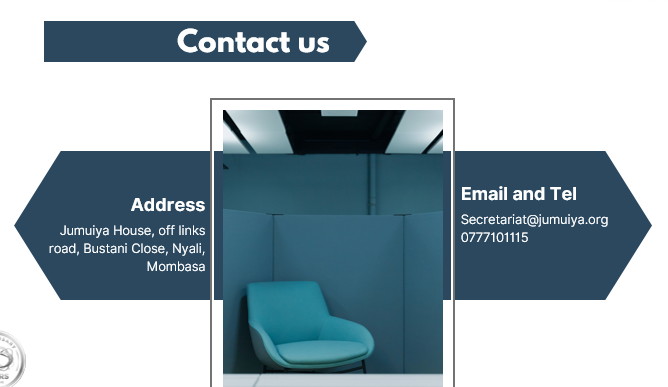 Contact us
Address
Jumuiya House, off links
road, Bustani Close, Nyali,
Mombasa
Email and Tel
Secretariat@jumuiya.org
0777101115